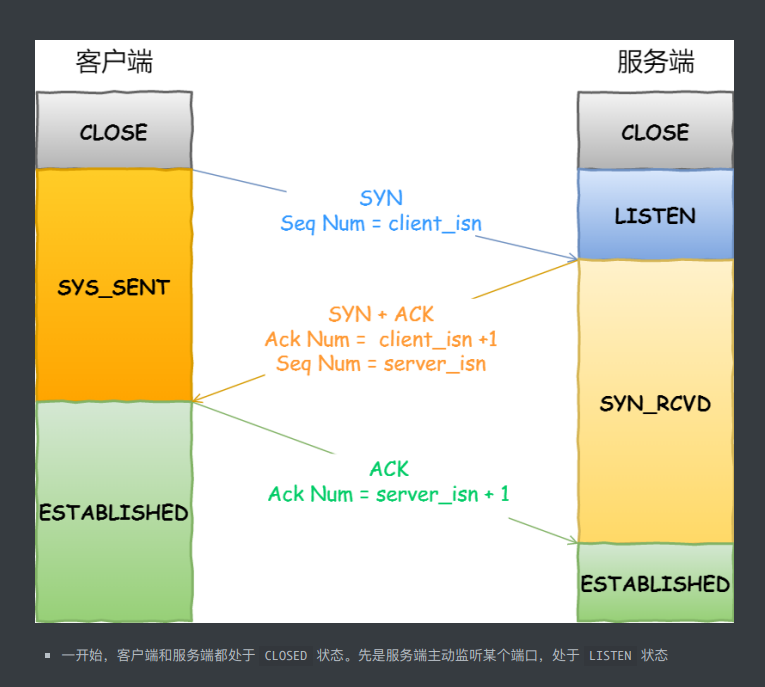 客户端
服务端
CLOSE
CLOSE
SYN
Seq Num = client_isn
LISTEN
SYS_SENT
SYN + ACK
Ack Num =  client_isn +1
Seq Num = server_isn
SYN_RCVD
ACK
Ack Num = server_isn + 1
ESTABLISHED
ESTABLISHED
▪ 一开始，客户端和服务端都处于 CLOSED 状态。先是服务端主动监听某个端口，处于 LISTEN 状态